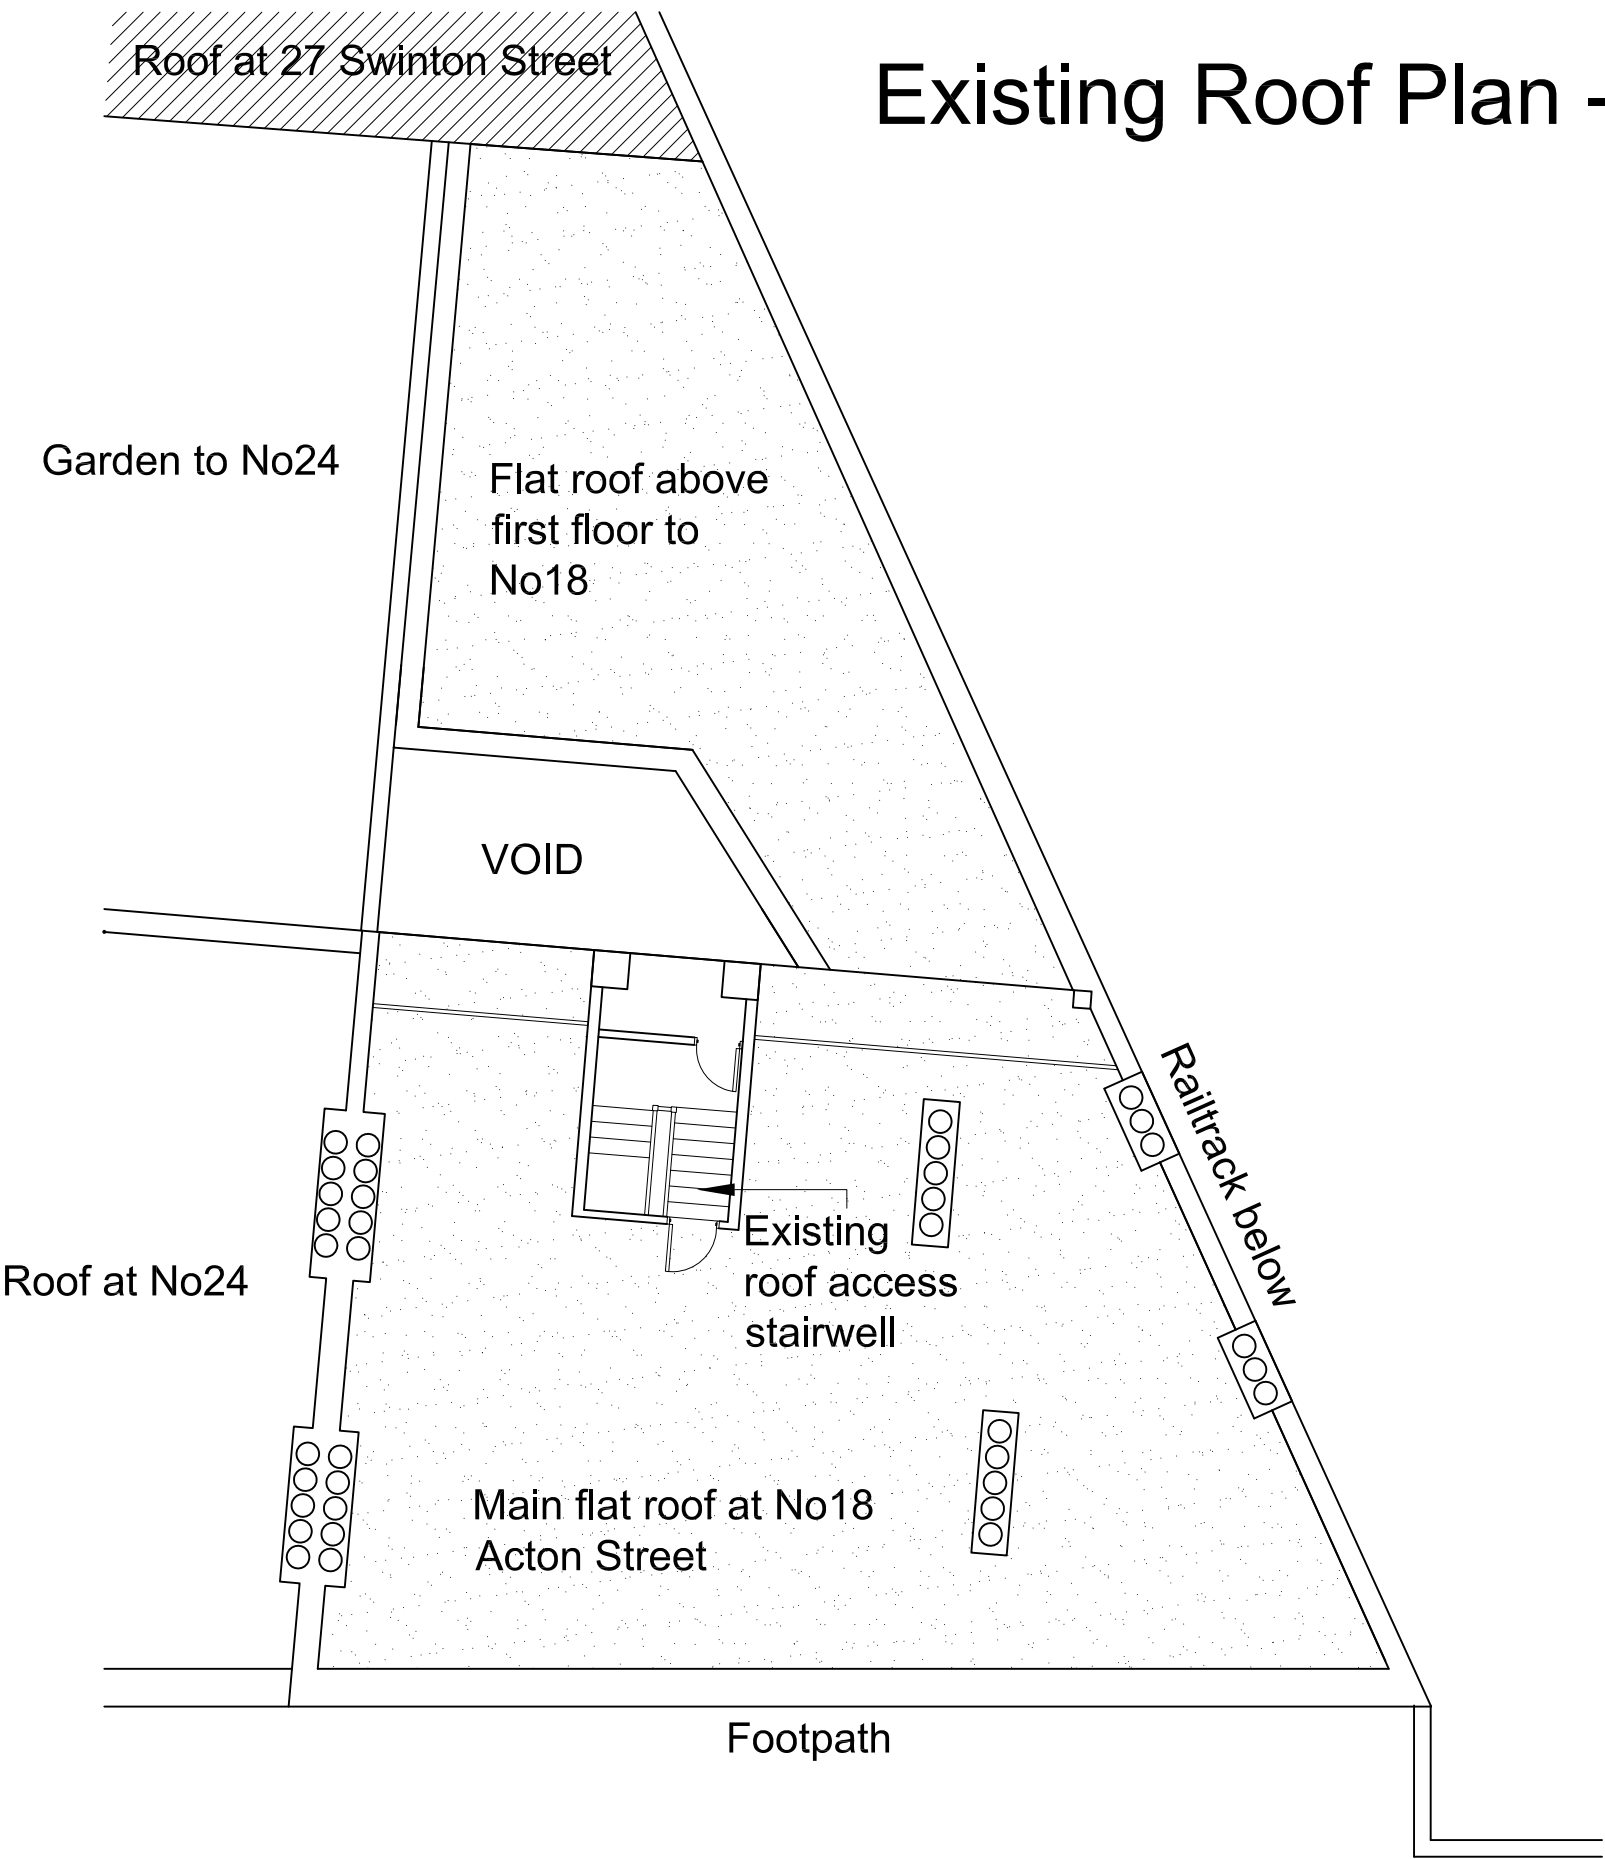 Roof at 27 Swinton Street
Existing Roof Plan -
Garden to No24
Flat roof above
first floor to
No18
VOID
Railtrack below
Existing
roof access
stairwell
Roof at No24
Main flat roof at No18
Acton Street
Footpath